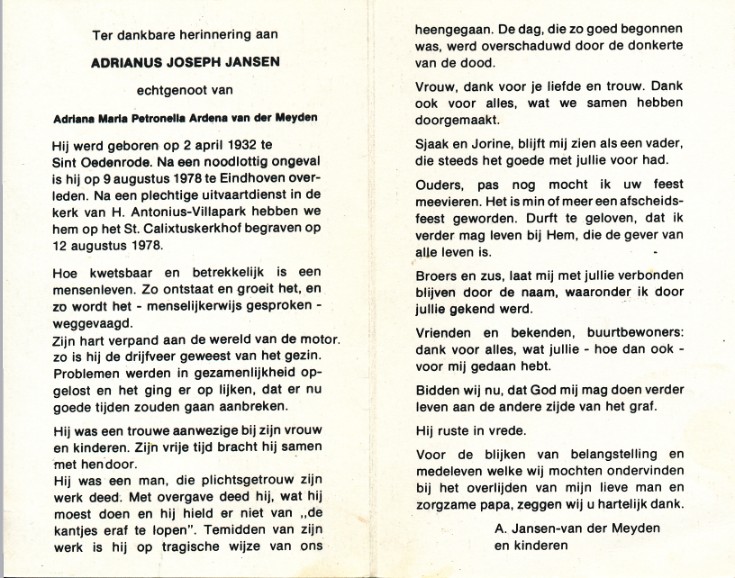 Ter dankbare herinnering aan
ADRIANUS JOSEPH JANSEN
echtgenoot van
Adriana Maria Petronella Ardena van der Meyden
Hij werd geboren op 2 april 1932 te
Sint Oedenrode. Na een noodlottig ongeval
is hij op 9 augustus 1978 te Eindhoven over-
leden. Na een plechtige uitvaartdienst in de
kerk van H. Antonius-Villapark hebben we
hem op het St. Calixtuskerkhof begraven op
12 augustus 1978.
Hoe kwetsbaar en betrekkelijk is een
mensenleven. Zo ontstaat en groeit het, en
zo wordt het - menselijkerwijs gesproken -
weggevaagd.
Zijn hart verpand aan de wereld van de motor.
zo is hij de drijfveer geweest van het gezin.
Problemen werden in gezamenlijkheid op-
gelost en het ging er op lijken, dat er nu
goede tijden zouden gaan aanbreken.
Hij was een trouwe aanwezige bij zijn vrouw
en kinderen. Zijn vrije tijd bracht hij samen
met hen door.
Hij was een man, die plichtsgetrouw zijn
werk deed. Met overgave deed hij, wat hij
moest doen en hij hield er niet van „de
kantjes eraf te lopen". Temidden van zijn
werk is hij op tragische wijze van ons
heengegaan. De dag, die zo goed begonnen
was, werd overschaduwd door de donkerte
van de dood.
Vrouw, dank voor je liefde en trouw. Dank
ook voor alles, wat we samen hebben
doorgemaakt.
Sjaak en Jorine, blijft mij zien als een vader,
die steeds het goede met jullie voor had.
Ouders, pas nog mocht ik uw feest
meevieren. Het is min of meer een afscheids-
feest geworden. Durft te geloven, dat ik
verder mag leven bij Hem, die de gever van
alle leven is.
Broers en zus, laat mij met jullie verbonden
blijven door de naam, waaronder ik door
jullie gekend werd.
Vrienden en bekenden, buurtbewoners:
dank voor alles, wat jullie - hoe dan ook -
voor mij gedaan hebt.
Bidden wij nu, dat God mij mag doen verder
leven aan de andere zijde van het graf.
Hij ruste in vrede.
Voor de blijken van belangstelling en
medeleven welke wij mochten ondervinden
bij het overlijden van mijn lieve man en
zorgzame papa, zeggen wij u hartelijk dank.
A. Jansen-van der Meyden
en kinderen